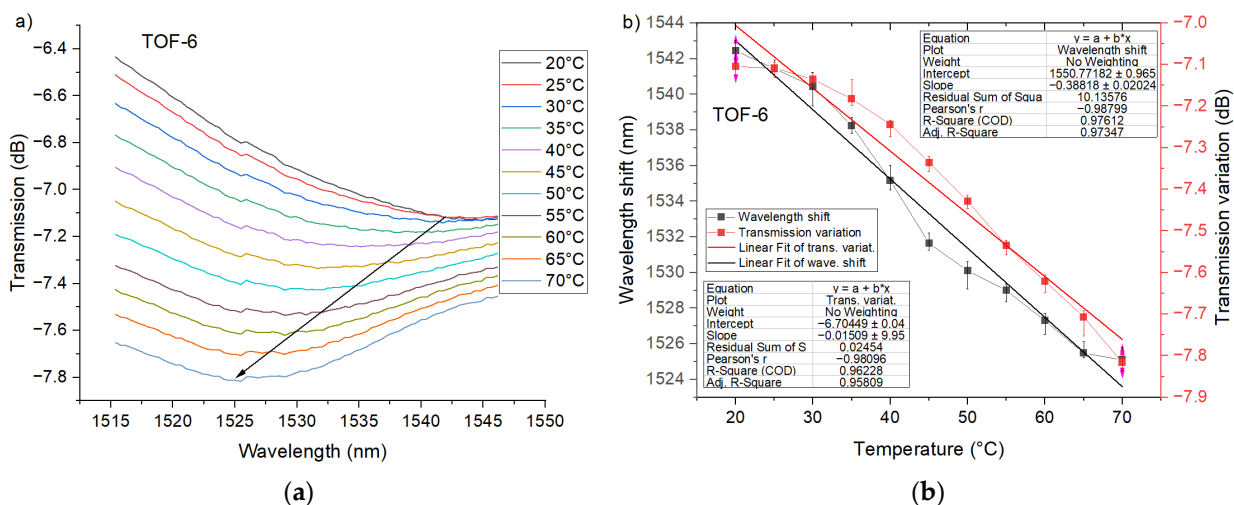 a)
TOF-6
Transmission (dB)
−6.4
−6.6
−6.8
−7.0
−7.2
−7.4
−7.6
−7.8
1515 1520 1525 1530 1535 1540 1545 1550
Wavelength (nm)
20°C
25°C
30°C
35°C
40°C
45°C
50°C
55°C
60°C
65°C
70°C
(a)
b)
TOF-6
Wavelength shift (nm)
1544
1542
1540
1538
1536
1534
1532
1530
1528
1526
1524
Equation y = a + b*x
Plot Wavelength shift
Weight No Weighting
Intercept 1550.77182 ± 0.965
Slope −0.38818 ± 0.02024
Residual Sum of Squa 10.13576
Pearson's r −0.98799
R-Square (COD) 0.97612
Adj. R-Square 0.97347
Wavelength shift
Transmission variation
Linear Fit of trans. variat.
Linear Fit of wave. shift
Equation y = a + b*x
Plot Trans. variat.
Weight No Weighting
Intercept −6.70449 ± 0.04
Slope −0.01509 ± 9.95
Residual Sum of S 0.02454
Pearson's r −0.98096
R-Square (COD) 0.96228
Adj. R-Square 0.95809
20 30 40 50 60 70
Temperature (°C)
−7.0
−7.1
−7.2
−7.3
−7.4
−7.5
−7.6
−7.7
−7.8
−7.9
Transmission variation (dB)
(b)